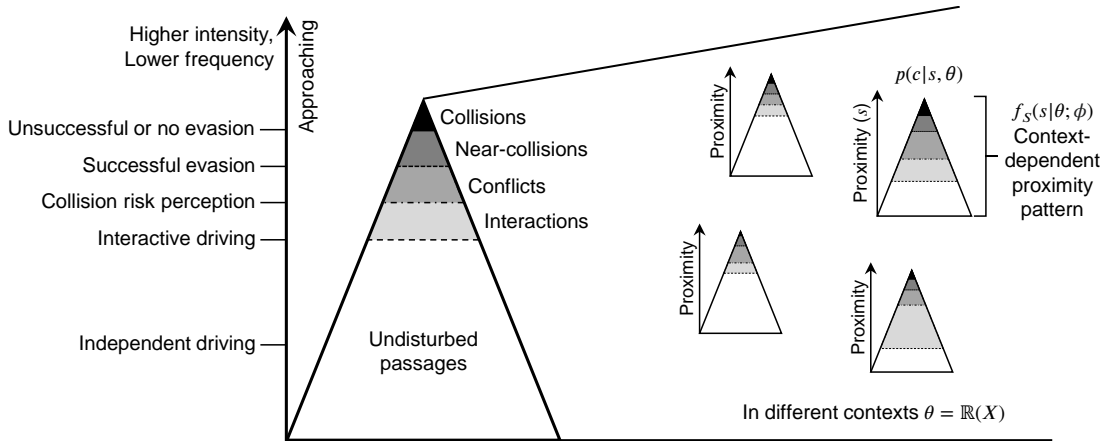 Higher intensity,
Lower frequency
Approaching
Unsuccessful or no evasion
Successful evasion
Collision risk perception
Interactive driving
Independent driving
Collisions
Near-collisions
Conflicts
Interactions
Undisturbed
passages
Proximity
p(c|s, θ)
Proximity (s)
f_S(s|θ; ϕ)
Context-
dependent
proximity
pattern
Proximity
Proximity
In different contexts θ = ℝ(X)